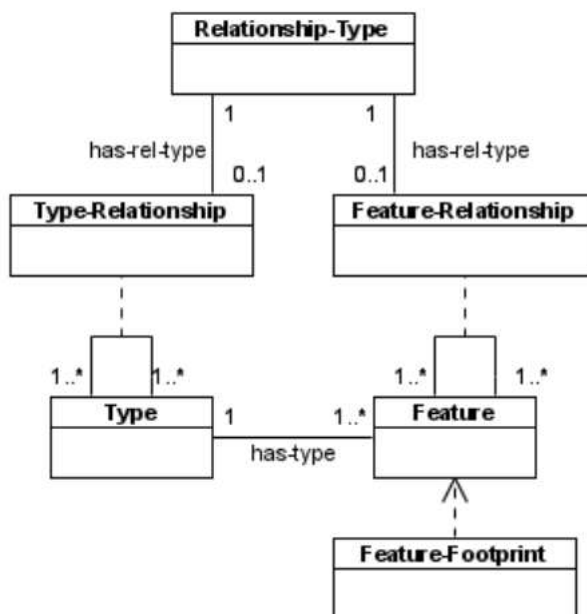 Relationship-Type
1 1
has-rel-type has-rel-type
0..1 0..1
Type-Relationship Feature-Relationship
1..* 1..* 1..* 1..*
Type 1 1..* Feature
has-type
Feature-Footprint